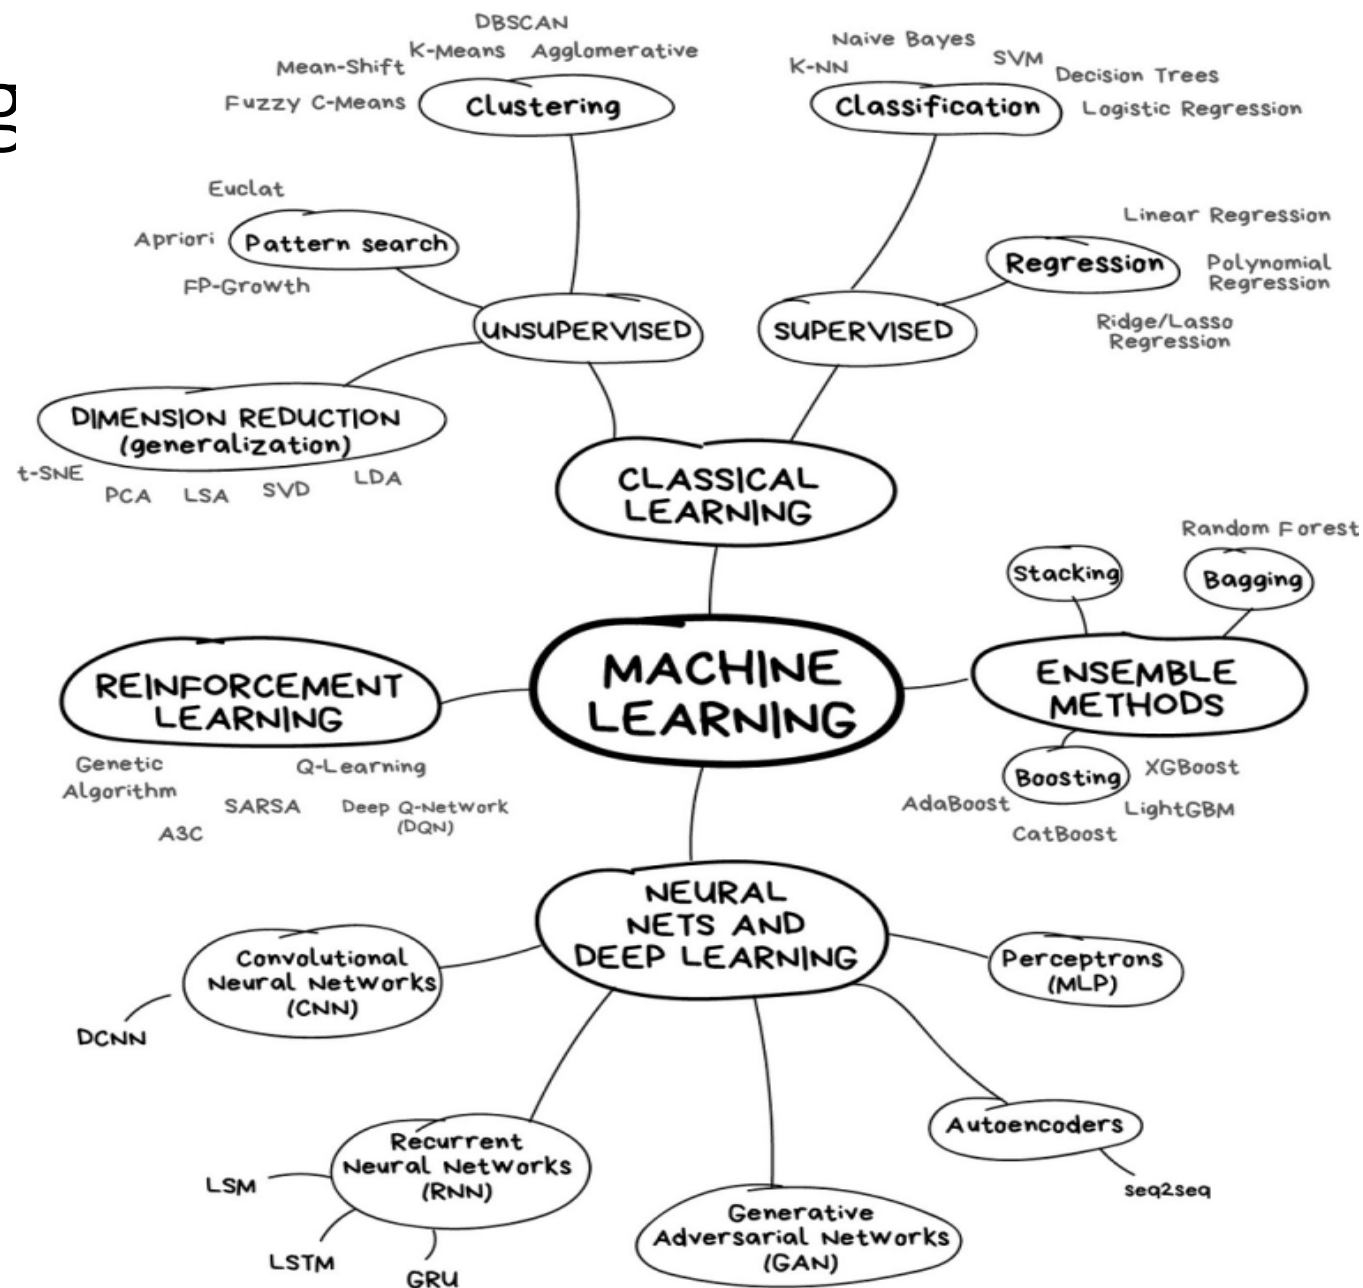 DBSCAN
K-Means
Agglomerative
Mean-Shift
Fuzzy C-Means
Clustering
Naive Bayes
K-NN
SVM
Decision Trees
Classification
Logistic Regression
Euclat
Apriori
Pattern search
FP-Growth
Linear Regression
Regression
Polynomial
Regression
Ridge/Lasso
Regression
UNSUPERVISED
SUPERVISED
DIMENSION REDUCTION
(generalization)
t-SNE
PCA
LSA
SVD
LDA
CLASSICAL
LEARNING
Random Forest
Stacking
Bagging
MACHINE
LEARNING
REINFORCEMENT
LEARNING
ENSEMBLE
METHODS
Genetic
Algorithm
Q-Learning
SARSA
Deep Q-Network
(DQN)
A3C
Boosting
XGBoost
AdaBoost
LightGBM
CatBoost
NEURAL
NETS AND
DEEP LEARNING
Convolutional
Neural Networks
(CNN)
DCNN
Perceptrons
(MLP)
Autoencoders
seq2seq
Recurrent
Neural Networks
(RNN)
LSM
LSTM
GRU
Generative
Adversarial Networks
(GAN)